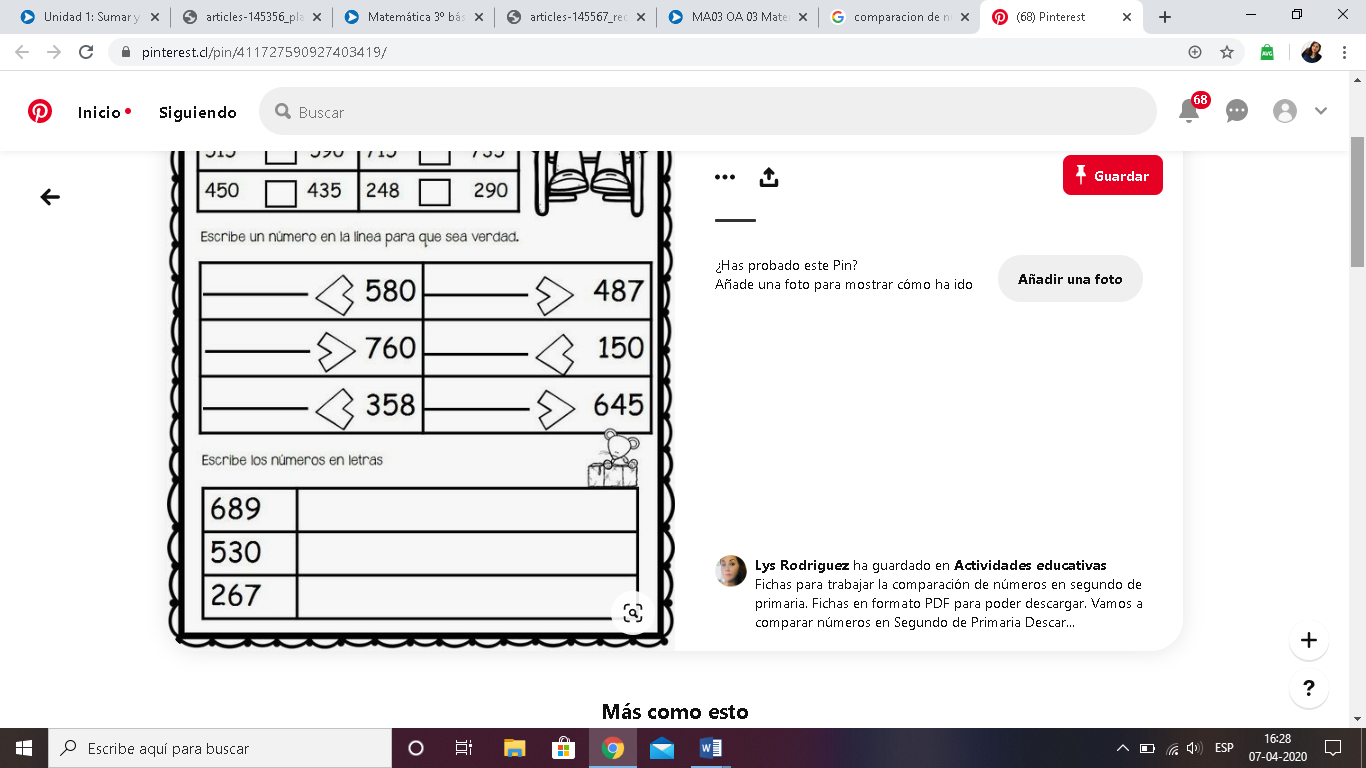 Unidad 1: Sumar y
articles-145356_pla
Matemática 3º bás
articles-145567_rec
MA03 OA 03 Mate
comparacion de n
(68) Pinterest
pinterest.cl/pin/411727590927403419/
AVG
Inicio
Siguiendo
Buscar
68
315 390 715 735
450 435 248 290
Escribe un número en la línea para que sea verdad.
< 580 > 487
> 760 < 150
< 358 > 645
Escribe los números en letras
689
530
267
Guardar
¿Has probado este Pin?
Añade una foto para mostrar cómo ha ido
Añadir una foto
Lys Rodriguez ha guardado en Actividades educativas
Fichas para trabajar la comparación de números en segundo de
primaria. Fichas en formato PDF para poder descargar. Vamos a
comparar números en Segundo de Primaria Descar...
+
?
Más como esto
Escribe aquí para buscar
ESP
16:28
07-04-2020